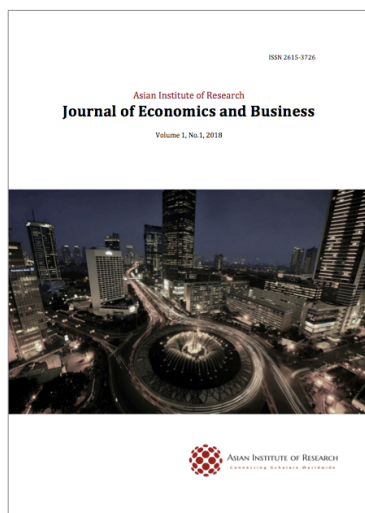 ISSN 2615-3726
Asian Institute of Research
Journal of Economics and Business
Volume 1, No.1, 2018
ASIAN INSTITUTE OF RESEARCH
Connecting Scholars Worldwide